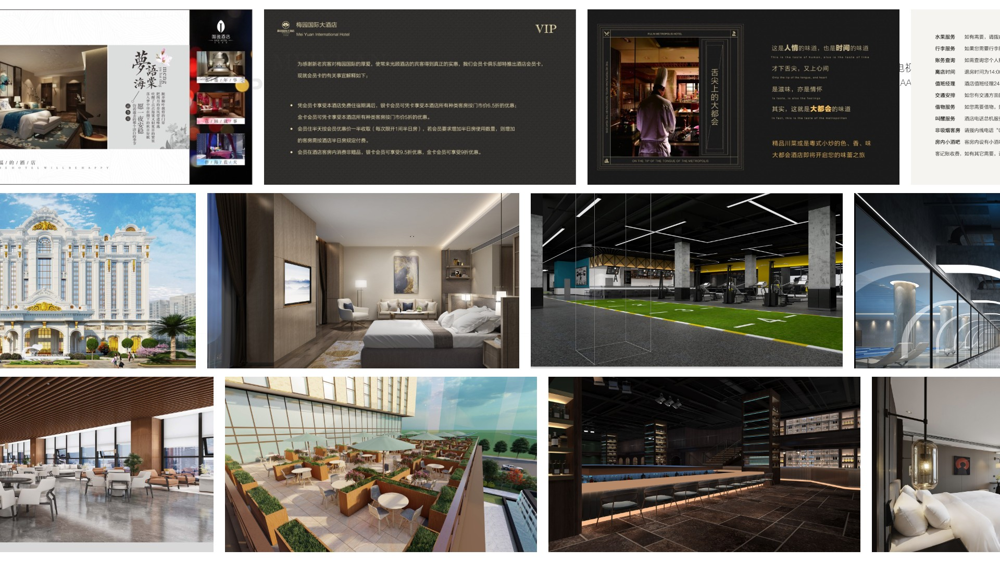 唯逸酒店
夢語海棠
meng
yu hai tang
愿一夜安稳
水墨年华
花田故事
碧海蓝天
福/的/酒/店
E H O T E L W I L L B E H A P P Y
梅园国际大酒店
Mei Yuan International Hotel
VIP
为感谢新老宾客对梅园国际的厚爱，使常来光顾酒店的宾客得到真正的实惠，我们会员卡俱乐部特推出酒店会员卡，
现就会员卡的有关事宜解释如下；
• 凭会员卡享受本酒店免费住宿期满后，银卡会员可凭卡享受本酒店所有种类客房按门市价6.5折的优惠；
金卡会员可凭卡享受本酒店所有种类客房按门市价5折的优惠。
• 会员住半天按会员优惠价一半收取（每次限开1间半日房），若会员要求增加半日房使用数量，则增加
的客房需按酒店半日房规定付费。
• 会员在酒店客房内消费非赠品，银卡会员可享受9.5折优惠，金卡会员可享受9折优惠。
FULIN METROPOLIS HOTEL
舌尖上的大都会
ON THE TIP OF THE TONGUE OF THE METROPOLIS
这是人情的味道，也是时间的味道
This is the taste of human, also is the taste of time
才下舌尖，又上心间
Only the tip of the tongue, and heart
是滋味，亦是情怀
Is taste, is also the feelings
其实，这就是大都会的味道
In fact, this is the taste of the metropolitan
精品川菜或是粤式小炒的色、香、味
大都会酒店即将开启您的味蕾之旅
电视
AA
水果服务 如有需要，请拨
行李服务 如果您需要行李
账务查询 如需查询您个人
离店时间 退房时间为14:0
值班经理 酒店值班经理24
交通安排 如您有交通方面
借物服务 如您需要借物，
叫醒服务 酒店电话总机服
非吸烟客房 请拨内线电话“0
房内小酒吧 客房内设有小酒
客记账收费，如有其它需要，
4